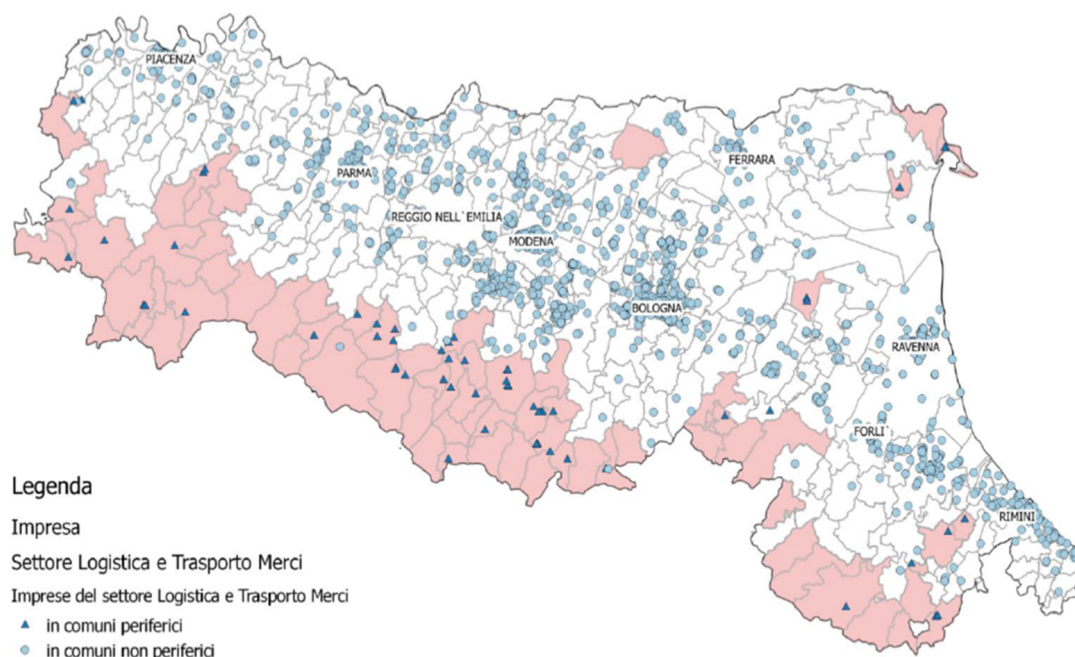 PIACENZA
PARMA
REGGIO NELL`EMILIA
MODENA
FERRARA
BOLOGNA
RAVENNA
FORLI`
RIMINI
Legenda
Impresa
Settore Logistica e Trasporto Merci
Imprese del settore Logistica e Trasporto Merci
in comuni periferici
in comuni non periferici